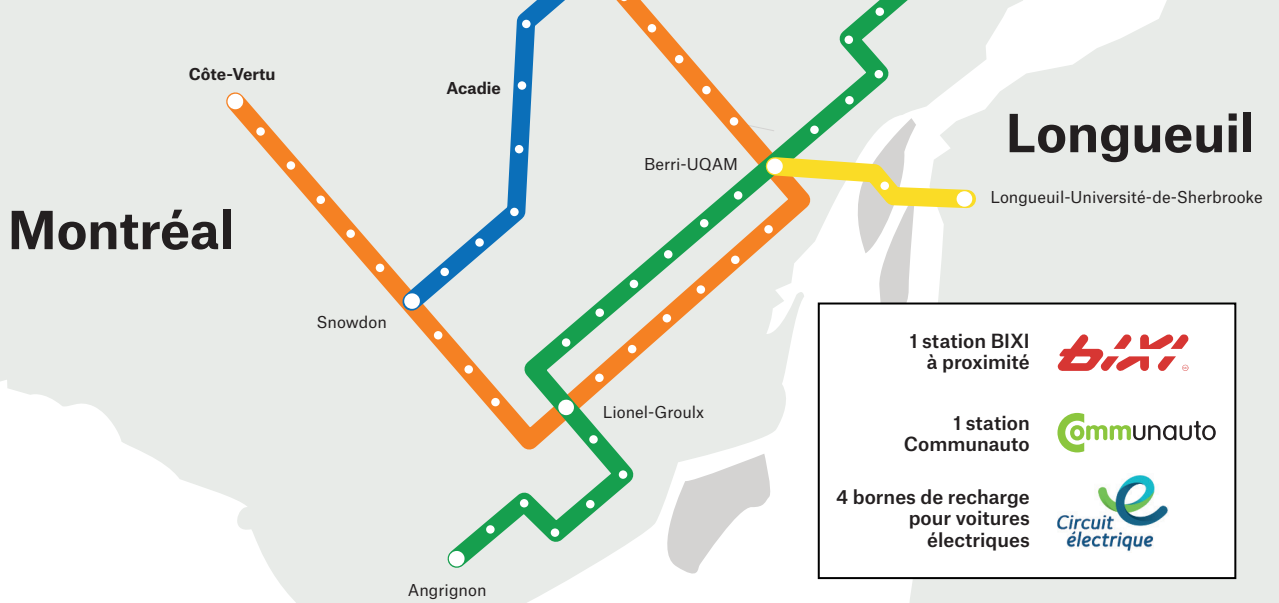 Côte-Vertu
Acadie
Longueuil
Berri-UQAM
Longueuil-Université-de-Sherbrooke
Montréal
Snowdon
1 station BIXI
à proximité
bixi
Lionel-Groulx
1 station
Communauto
Communauto
4 bornes de recharge
pour voitures
électriques
Circuit
électrique
Angrignon